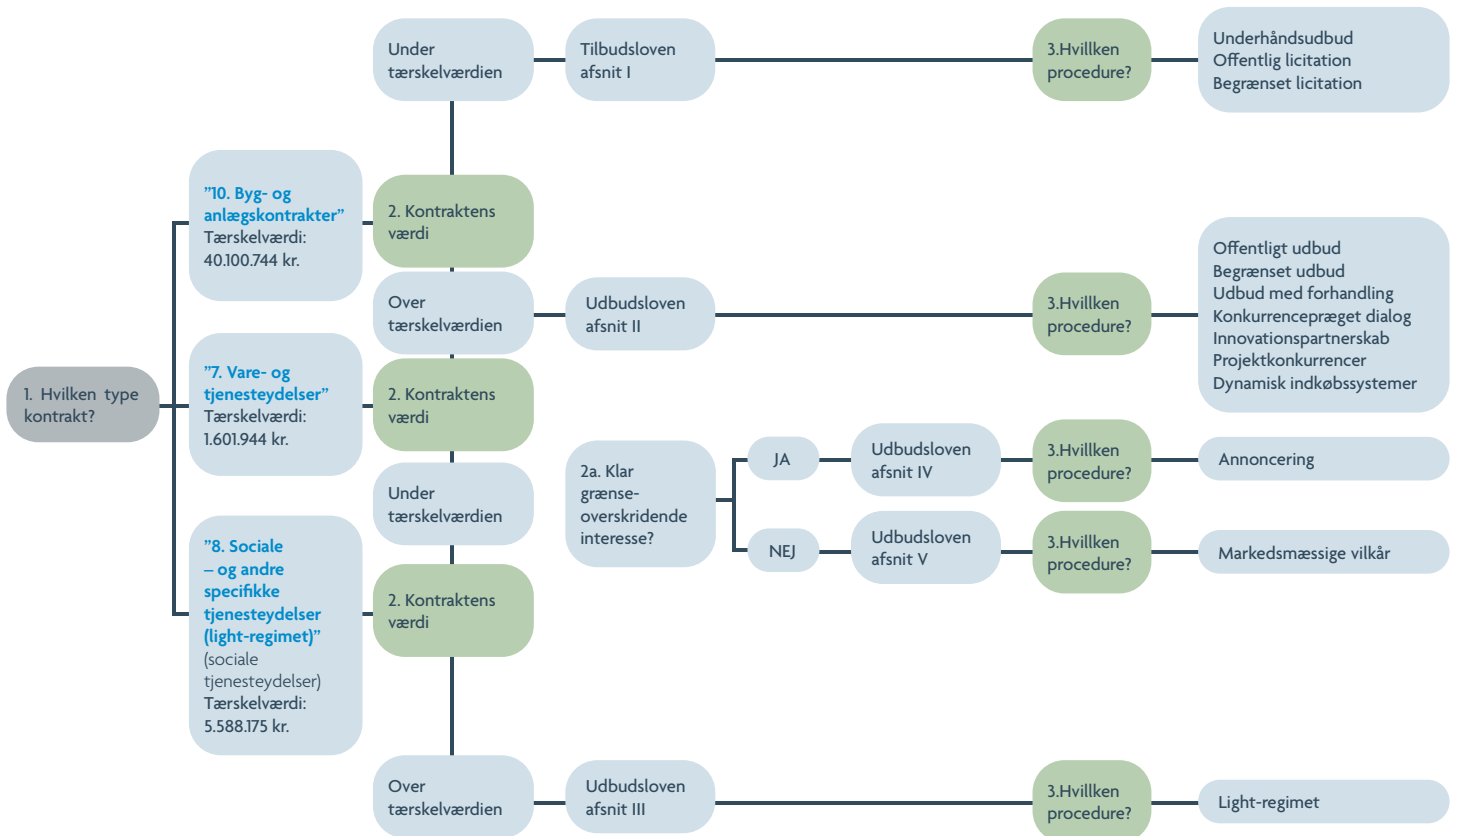 1. Hvilken type
kontrakt?
”10. Byg- og
anlægskontrakter”
Tærskelværdi:
40.100.744 kr.
”7. Vare- og
tjenesteydelser”
Tærskelværdi:
1.601.944 kr.
”8. Sociale
– og andre
specifikke
tjenesteydelser
(light-regimet)”
(sociale
tjenesteydelser)
Tærskelværdi:
5.588.175 kr.
Under
tærskelværdien
2. Kontraktens
værdi
Over
tærskelværdien
2. Kontraktens
værdi
Under
tærskelværdien
2. Kontraktens
værdi
Over
tærskelværdien
Tilbudsloven
afsnit I
3.Hvillken
procedure?
Underhåndsudbud
Offentlig licitation
Begrænset licitation
Udbudsloven
afsnit II
3.Hvillken
procedure?
Offentligt udbud
Begrænset udbud
Udbud med forhandling
Konkurrencepræget dialog
Innovationspartnerskab
Projektkonkurrencer
Dynamisk indkøbssystemer
2a. Klar
grænse-
overskridende
interesse?
JA
Udbudsloven
afsnit IV
3.Hvillken
procedure?
Annoncering
NEJ
Udbudsloven
afsnit V
3.Hvillken
procedure?
Markedsmæssige vilkår
Udbudsloven
afsnit III
3.Hvillken
procedure?
Light-regimet